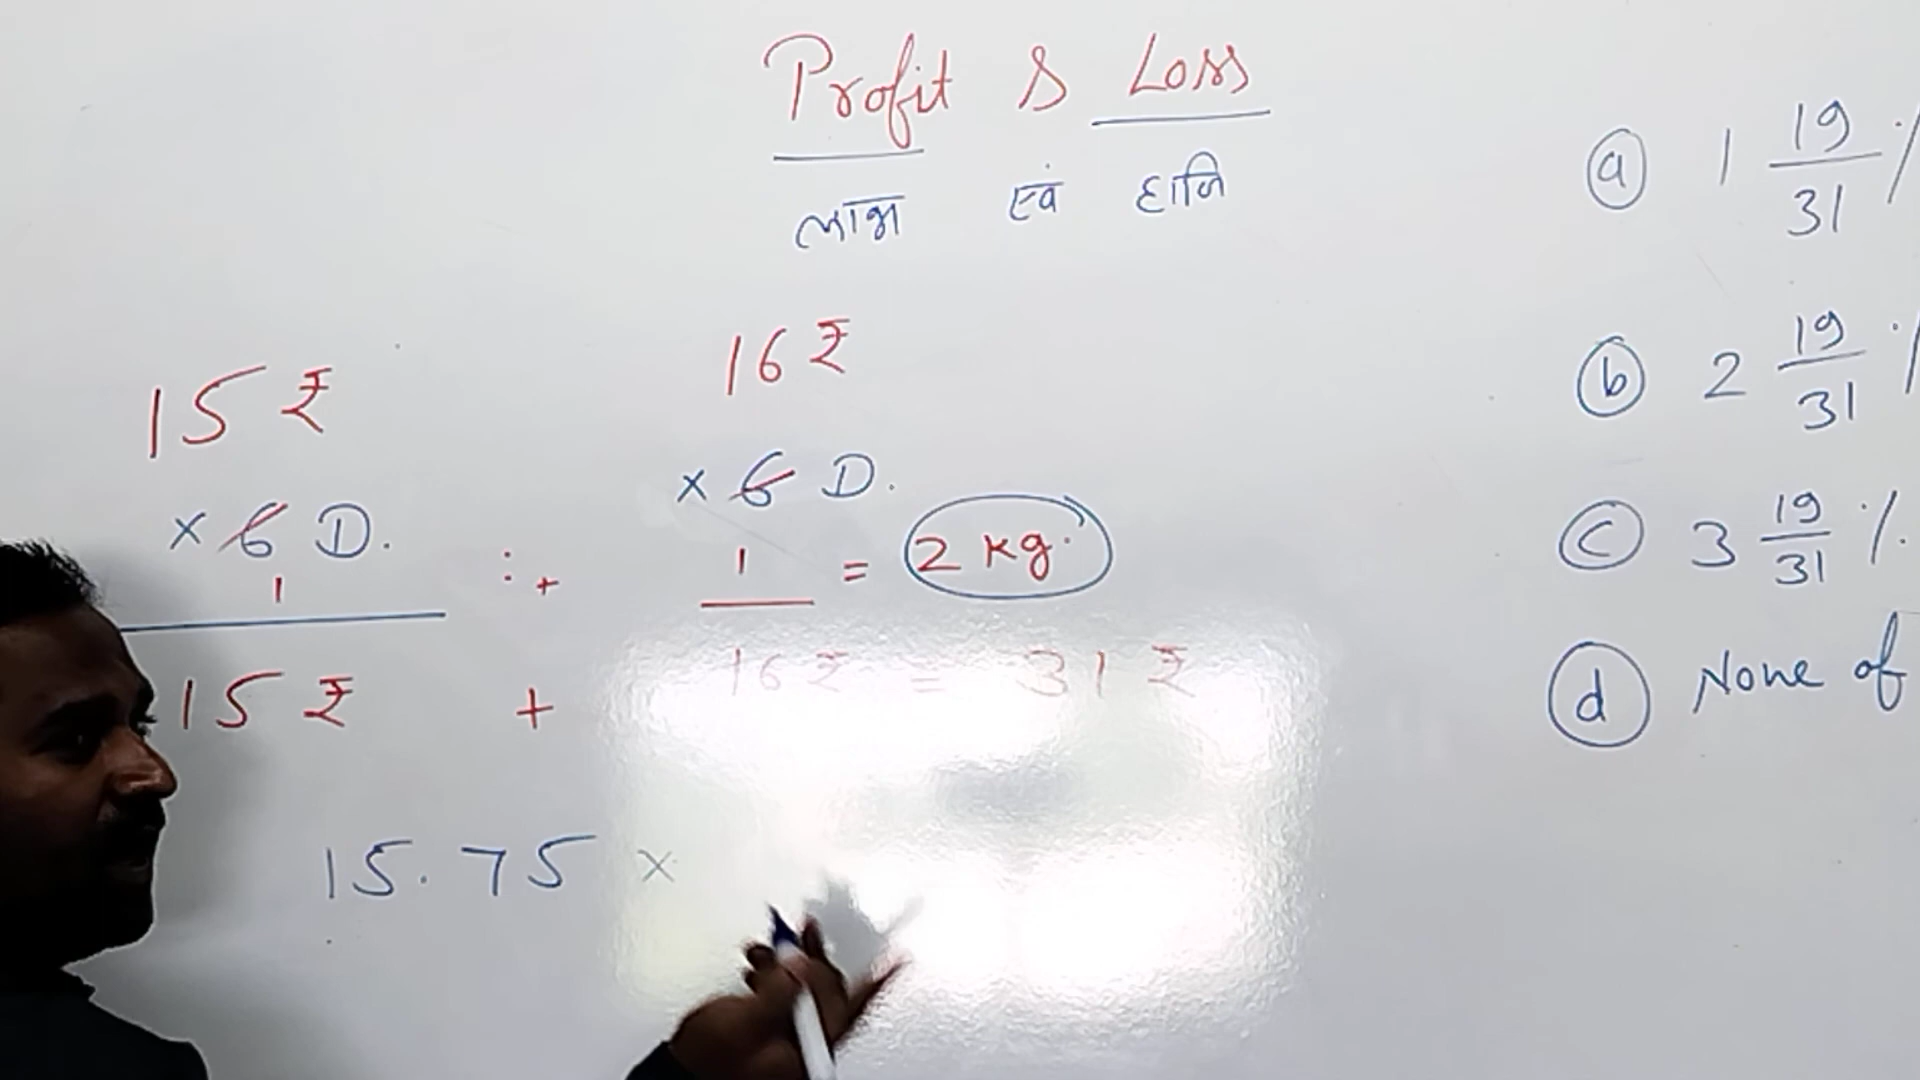 Profit & Loss
लाभ एवं हानि
15 ₹
× 6 D.
1
16 ₹
× 6 D.
:+ 1 = 2 kg.
15 ₹ + 16 ₹ = 31 ₹
15.75 ×
(a) 1 19/31 %
(b) 2 19/31 %
(c) 3 19/31 %.
(d) None of